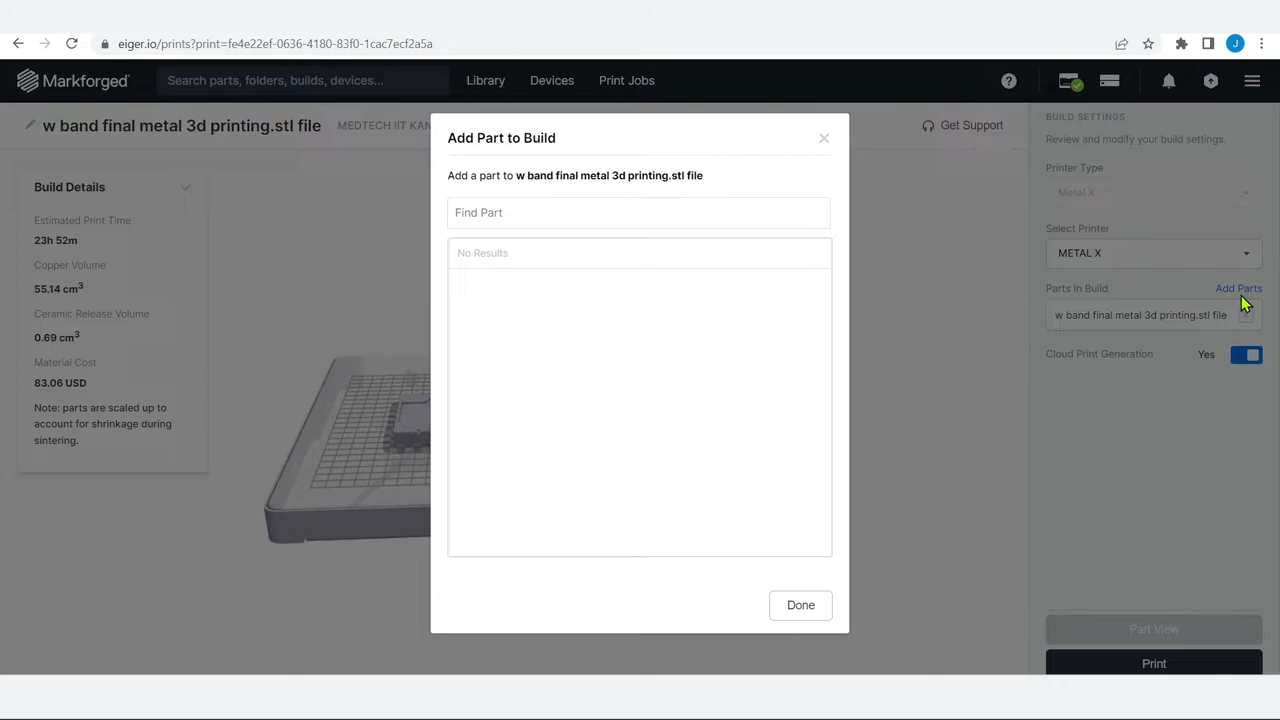 eiger.io/prints?print=fe4e22ef-0636-4180-83f0-1cac7ecf2a5a
J
Markforged
Search parts, folders, builds, devices...
Library
Devices
Print Jobs
w band final metal 3d printing.stl file
MEDTECH IIT KAN
Get Support
Build Details
Estimated Print Time
23h 52m
Copper Volume
55.14 cm³
Ceramic Release Volume
0.69 cm³
Material Cost
83.06 USD
Note: parts are scaled up to
account for shrinkage during
sintering.
Add Part to Build
Add a part to w band final metal 3d printing.stl file
Find Part
No Results
Done
BUILD SETTINGS
Review and modify your build settings.
Printer Type
Metal X
Select Printer
METAL X
Parts In Build
Add Parts
w band final metal 3d printing.stl file
Cloud Print Generation
Yes
Part View
Print